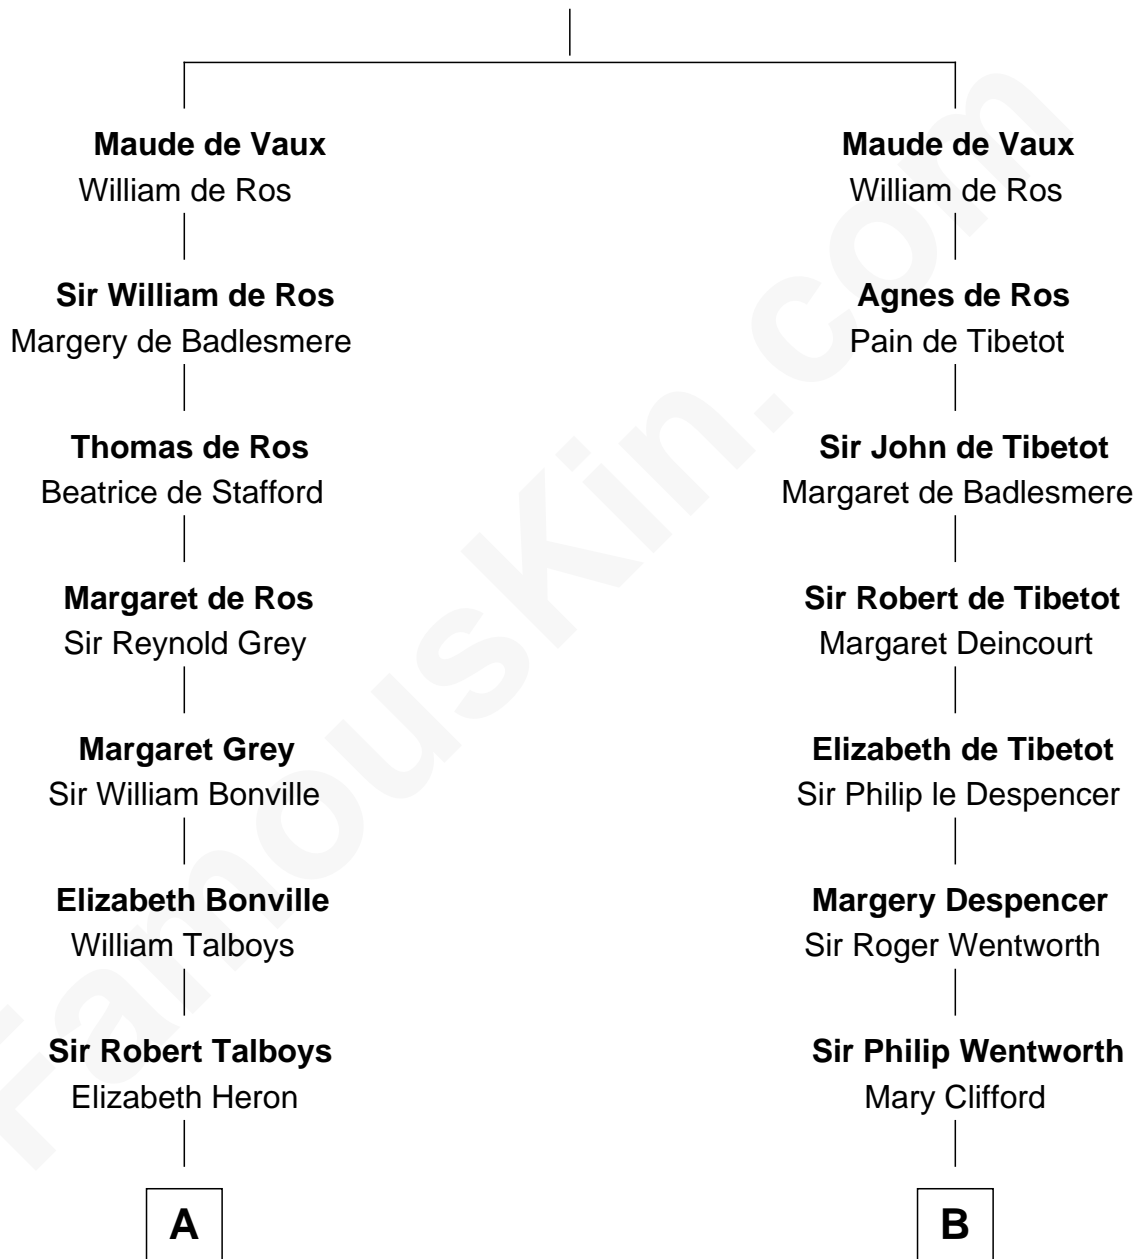 Maude de Vaux
William de Ros
Sir William de Ros
Margery de Badlesmere
Thomas de Ros
Beatrice de Stafford
Margaret de Ros
Sir Reynold Grey
Margaret Grey
Sir William Bonville
Elizabeth Bonville
William Talboys
Sir Robert Talboys
Elizabeth Heron
A
Maude de Vaux
William de Ros
Agnes de Ros
Pain de Tibetot
Sir John de Tibetot
Margaret de Badlesmere
Sir Robert de Tibetot
Margaret Deincourt
Elizabeth de Tibetot
Sir Philip le Despencer
Margery Despencer
Sir Roger Wentworth
Sir Philip Wentworth
Mary Clifford
B
FamousKin.com